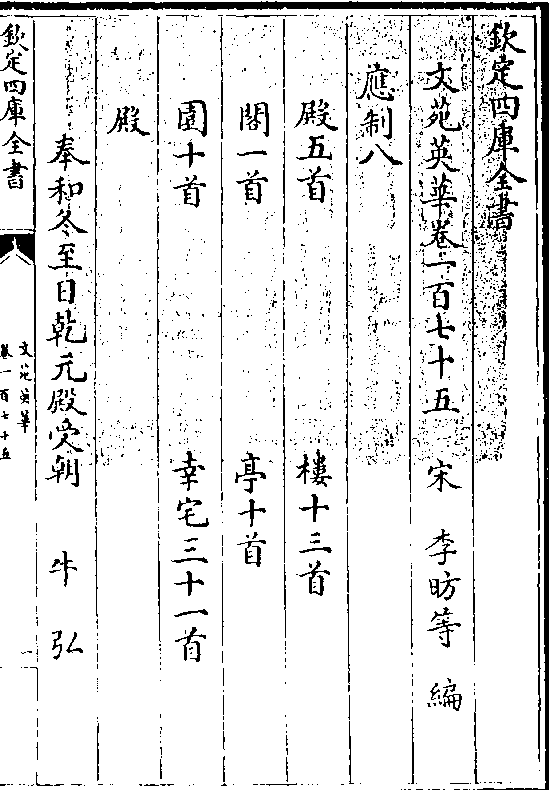 欽定四庫全書
文苑英華卷一百七十五 宋 李昉等 編
應制八
殿五首 樓十三首
閣一首 亭十首
園十首 幸宅三十一首
殿
奉和冬至日乾元殿受朝 牛弘
欽定四庫全書
文苑英華
卷一百七十五
一